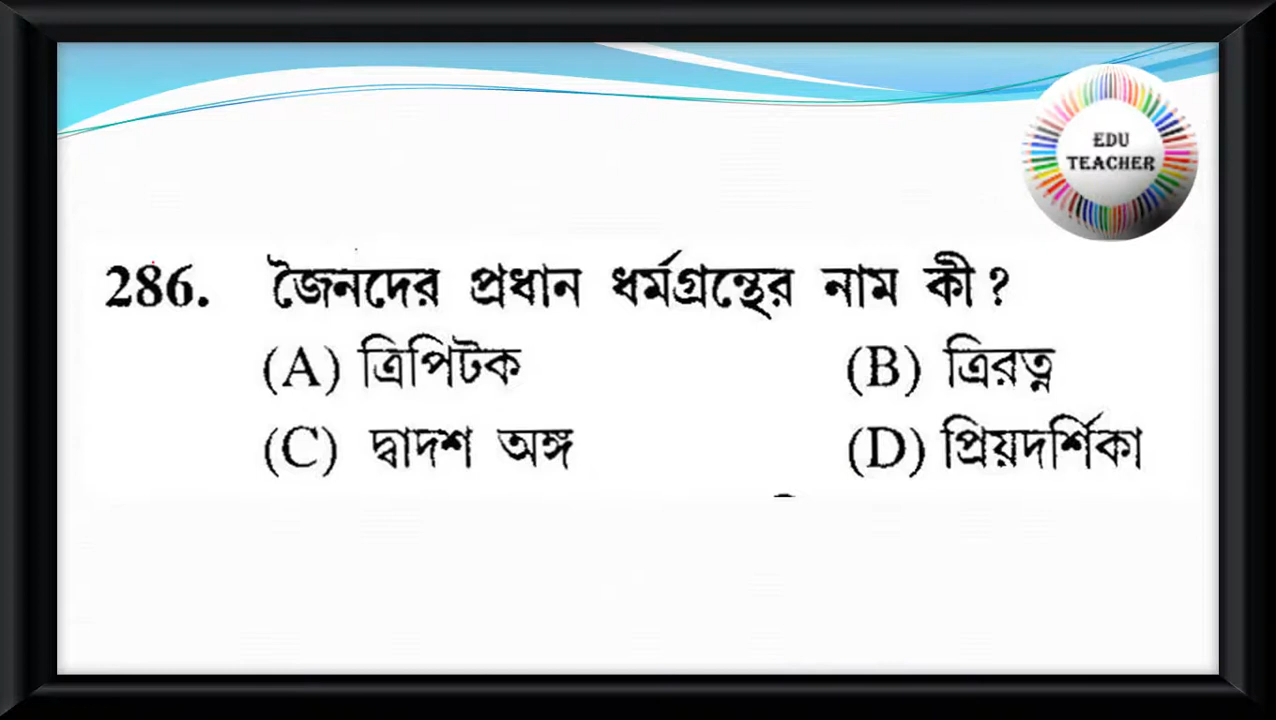 EDU
TEACHER
286. জৈনদের প্রধান ধর্মগ্রন্থের নাম কী?
(A) ত্রিপিটক (B) ত্রিরত্ন
(C) দ্বাদশ অঙ্গ (D) প্রিয়দর্শিকা